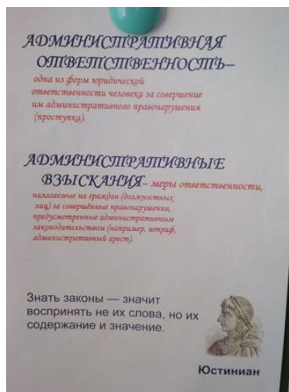 АДМИНИСТРАТИВНАЯ
ОТВЕТСТВЕННОСТЬ–
одна из форм юридической
ответственности человека за совершение
им административного правонарушения
(проступка).
АДМИНИСТРАТИВНЫЕ
ВЗЫСКАНИЯ– меры ответственности,
налагаемые на граждан (должностных
лиц) за совершённые правонарушения,
предусмотренные административным
законодательством (например, штраф,
административный арест).
Знать законы — значит
воспринять не их слова, но их
содержание и значение.
Юстиниан